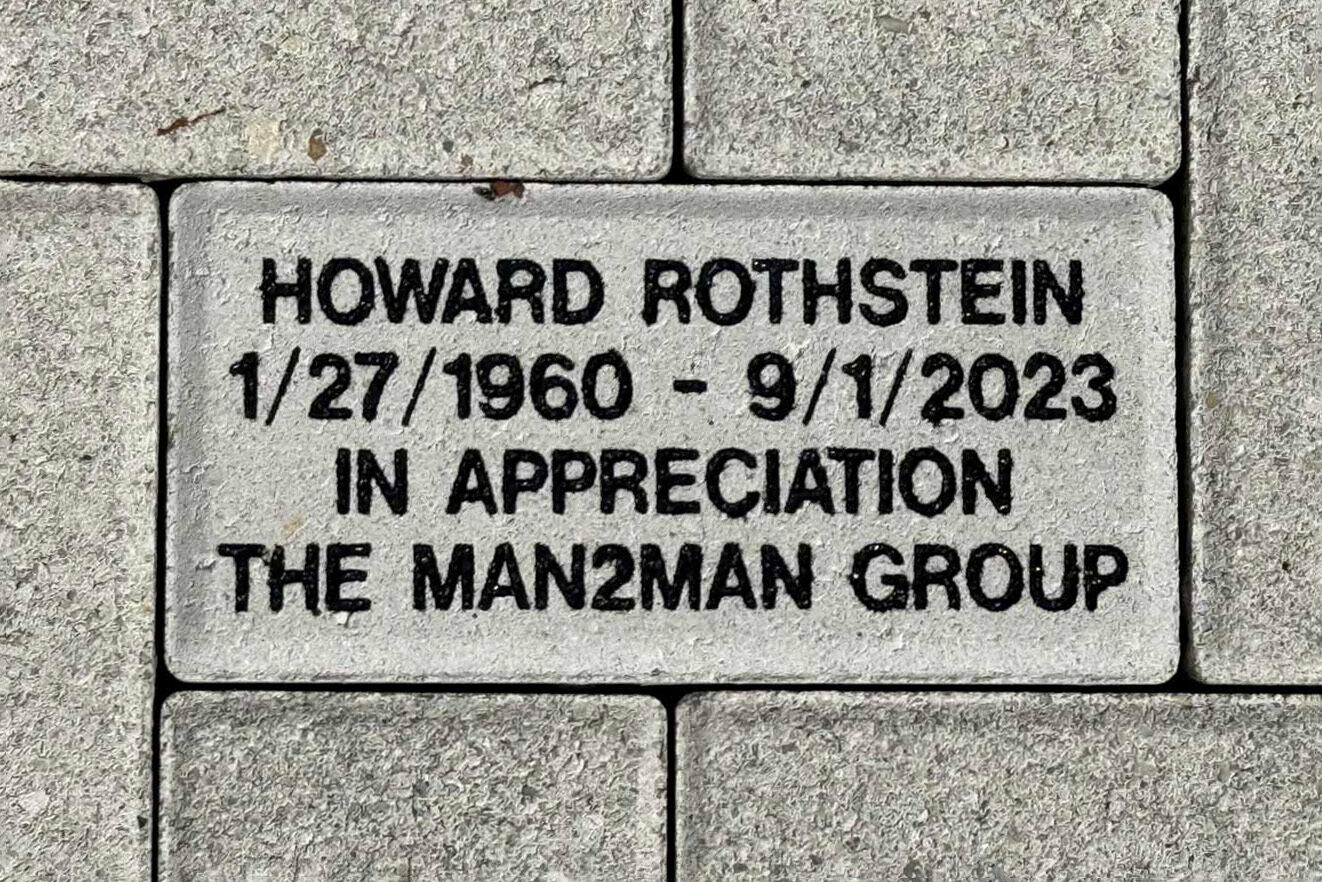 HOWARD ROTHSTEIN
1/27/1960 - 9/1/2023
IN APPRECIATION
THE MAN2MAN GROUP